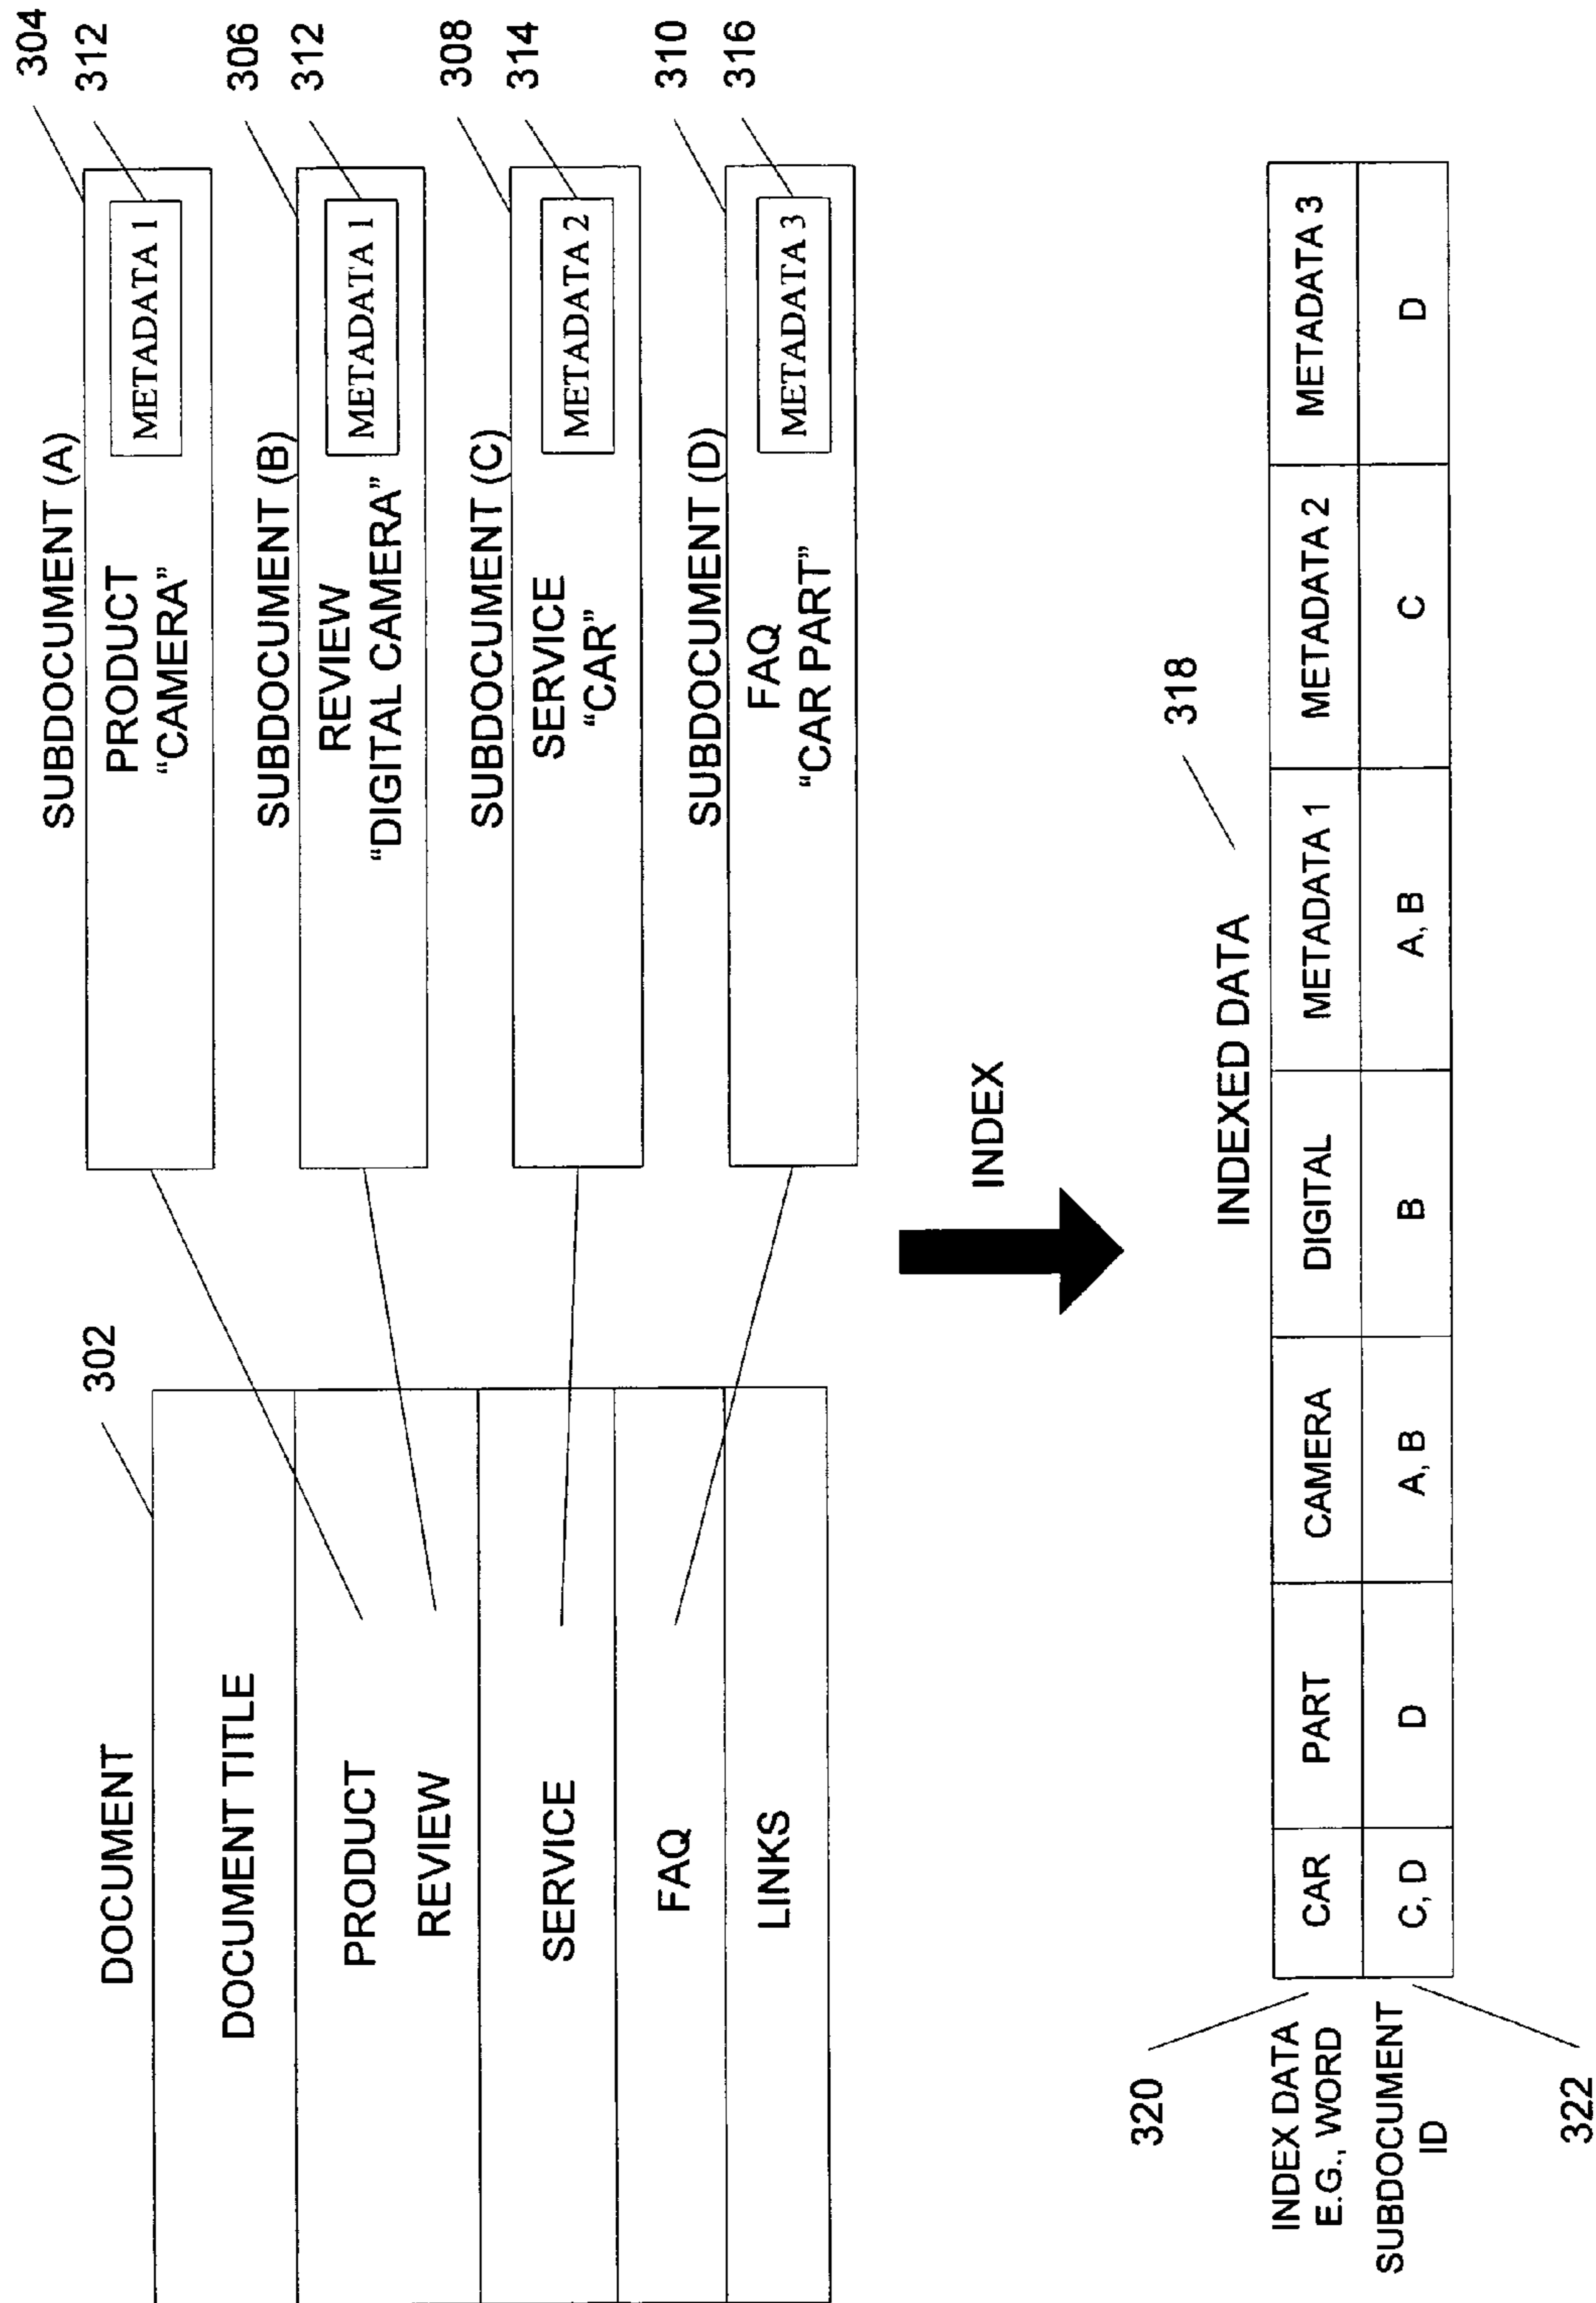 DOCUMENT
302
DOCUMENT TITLE
PRODUCT
REVIEW
SERVICE
FAQ
LINKS
SUBDOCUMENT (A)
304
PRODUCT
"CAMERA"
METADATA 1
312
SUBDOCUMENT (B)
306
REVIEW
"DIGITAL CAMERA"
METADATA 1
312
SUBDOCUMENT (C)
308
SERVICE
"CAR"
METADATA 2
314
SUBDOCUMENT (D)
310
FAQ
"CAR PART"
METADATA 3
316
INDEX
INDEXED DATA
318
320
INDEX DATA
E.G., WORD
CAR PART CAMERA DIGITAL METADATA 1 METADATA 2 METADATA 3
SUBDOCUMENT
ID
C, D D A, B B A, B C D
322